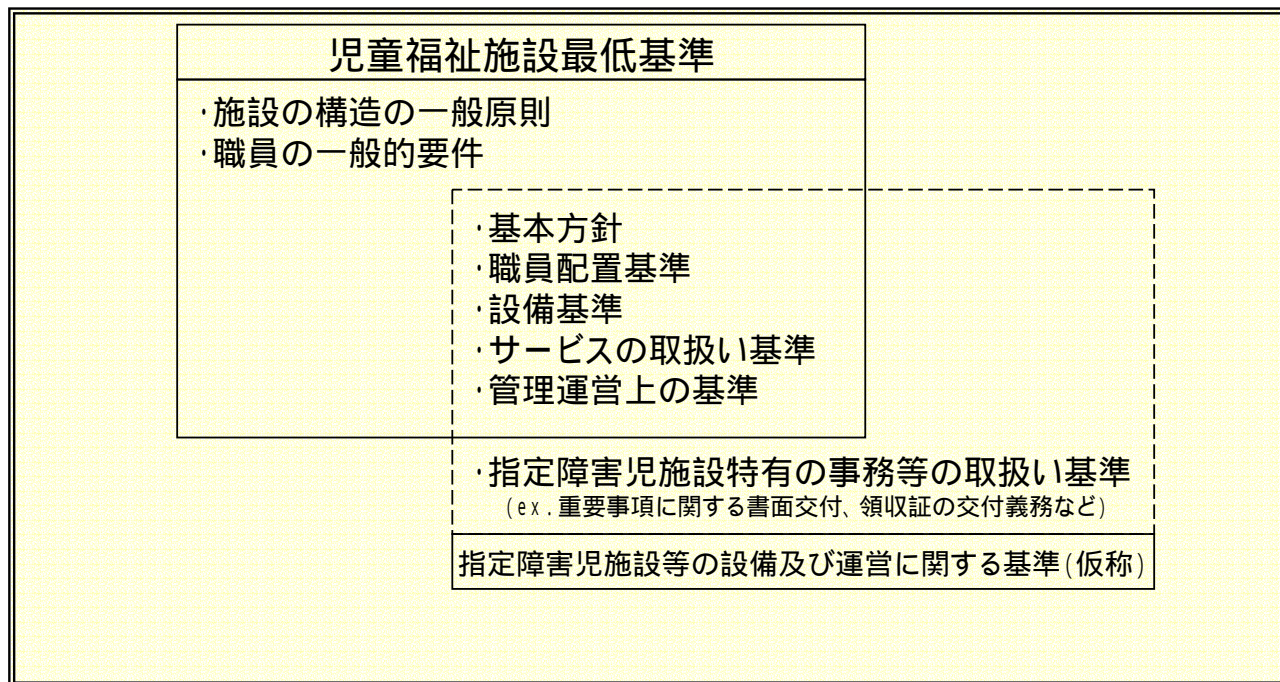 児童福祉施設最低基準
・施設の構造の一般原則
・職員の一般的要件
・基本方針
・職員配置基準
・設備基準
・サービスの取扱い基準
・管理運営上の基準
・指定障害児施設特有の事務等の取扱い基準
(ex.重要事項に関する書面交付、領収証の交付義務など)
指定障害児施設等の設備及び運営に関する基準(仮称)